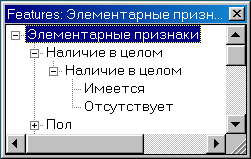 Features: Элементарные призн...
Элементарные признаки
Наличие в целом
Наличие в целом
Имеется
Отсутствует
Пол